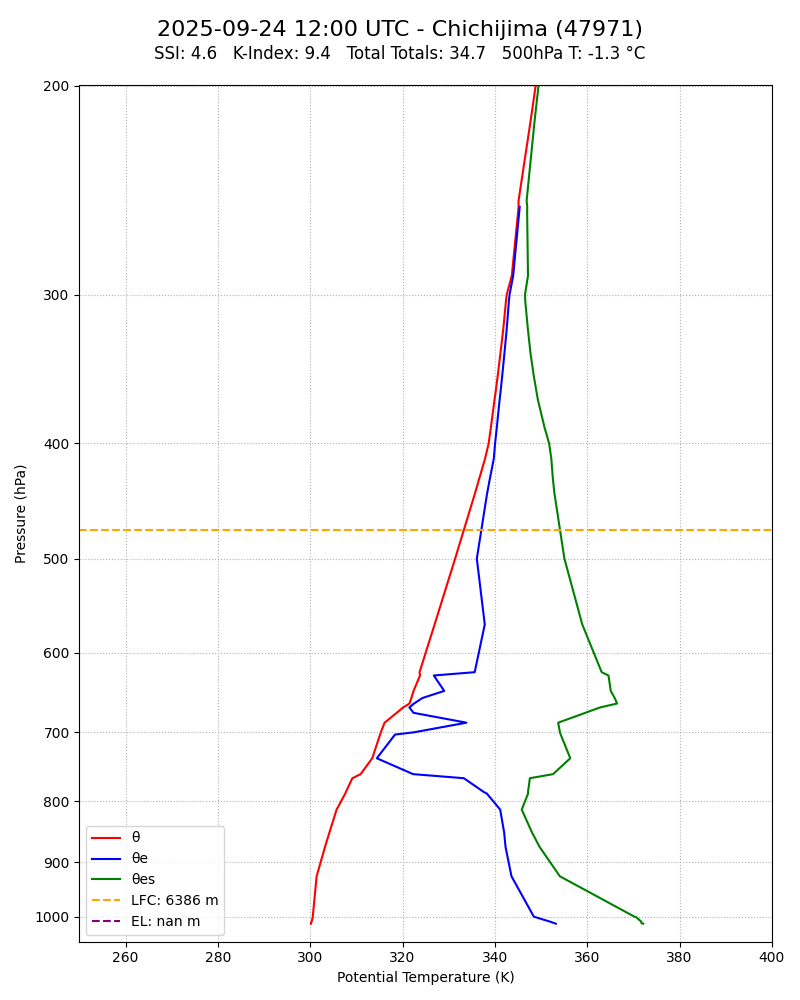 2025-09-24 12:00 UTC - Chichijima (47971)
SSI: 4.6 K-Index: 9.4 Total Totals: 34.7 500hPa T: -1.3 °C
Pressure (hPa)
200
300
400
500
600
700
800
900
1000
θ
θe
θes
LFC: 6386 m
EL: nan m
260 280 300 320 340 360 380 400
Potential Temperature (K)